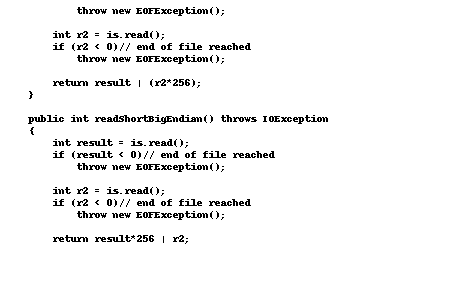 throw new EOFException();
int r2 = is.read();
if (r2 < 0)// end of file reached
throw new EOFException();
return result | (r2*256);
}
public int readShortBigEndian() throws IOException
{
int result = is.read();
if (result < 0)// end of file reached
throw new EOFException();
int r2 = is.read();
if (r2 < 0)// end of file reached
throw new EOFException();
return result*256 | r2;